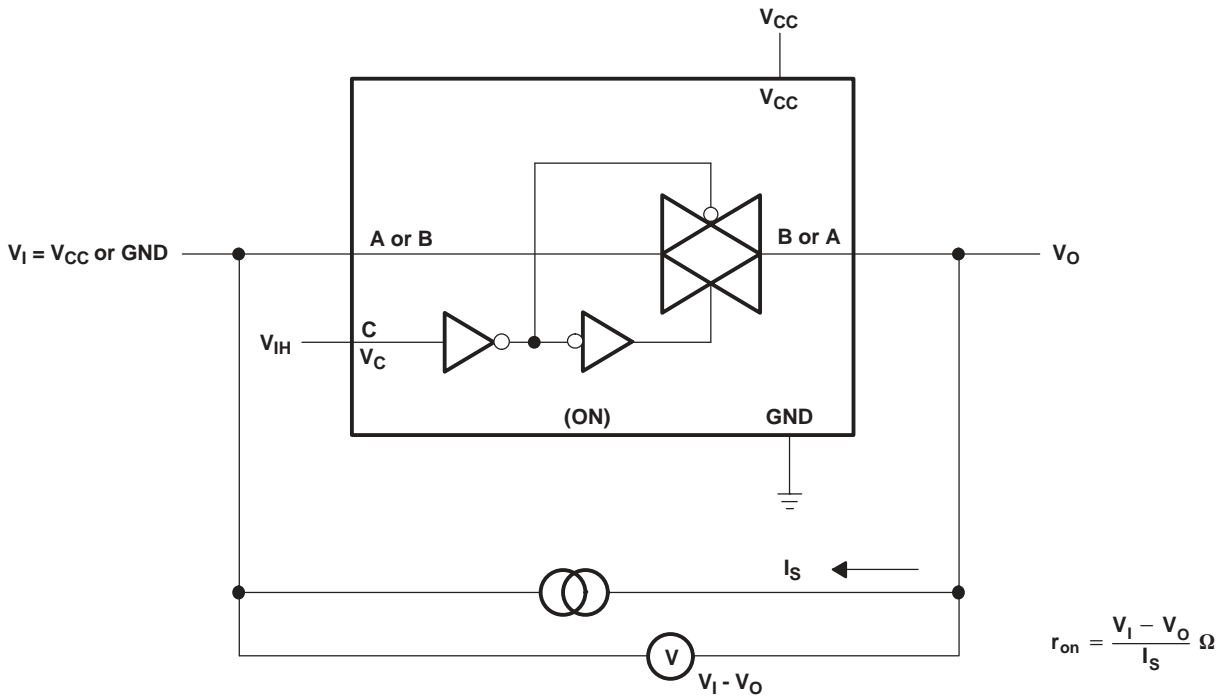 VCC
VCC
A or B
B or A
VI = VCC or GND
VO
C
VIH
VC
(ON)
GND
IS
V
VI - VO
ron = VI − VO / IS Ω